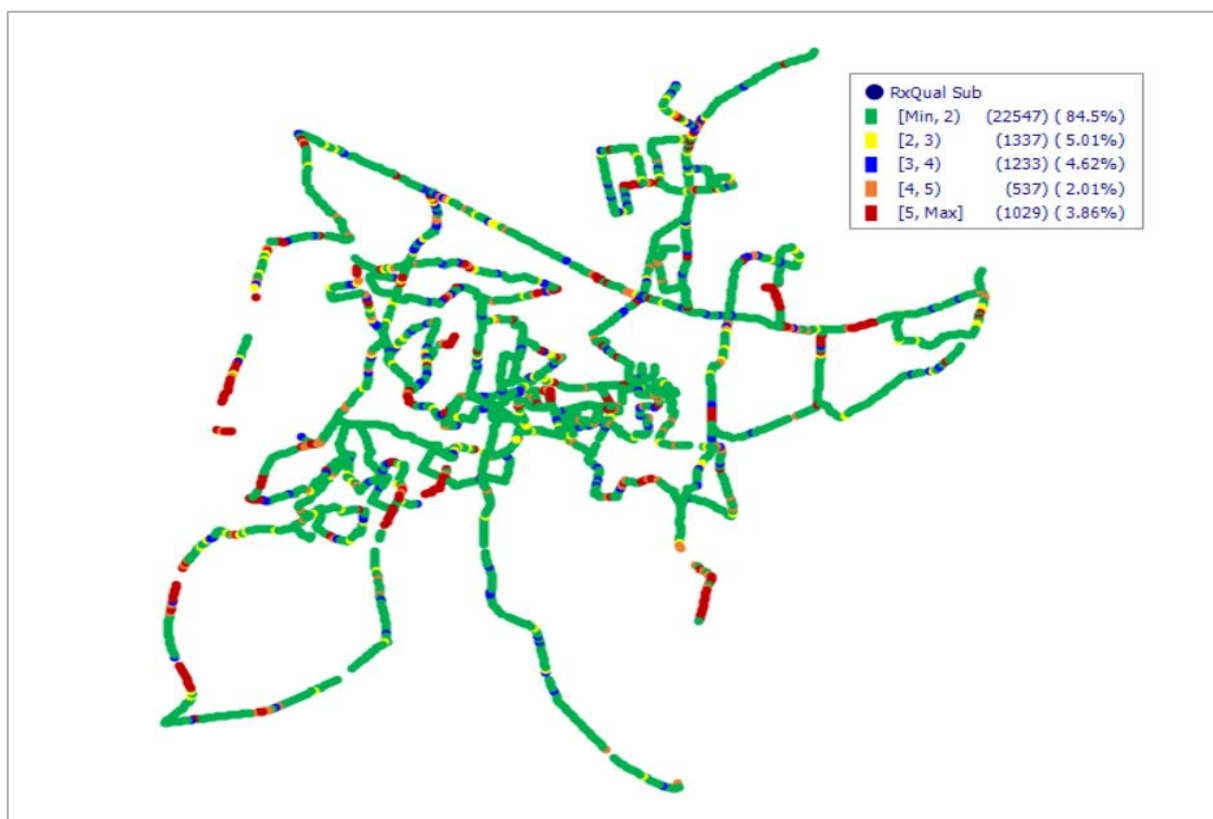 RxQual Sub
[Min, 2) (22547) ( 84.5%)
[2, 3) (1337) ( 5.01%)
[3, 4) (1233) ( 4.62%)
[4, 5) (537) ( 2.01%)
[5, Max] (1029) ( 3.86%)